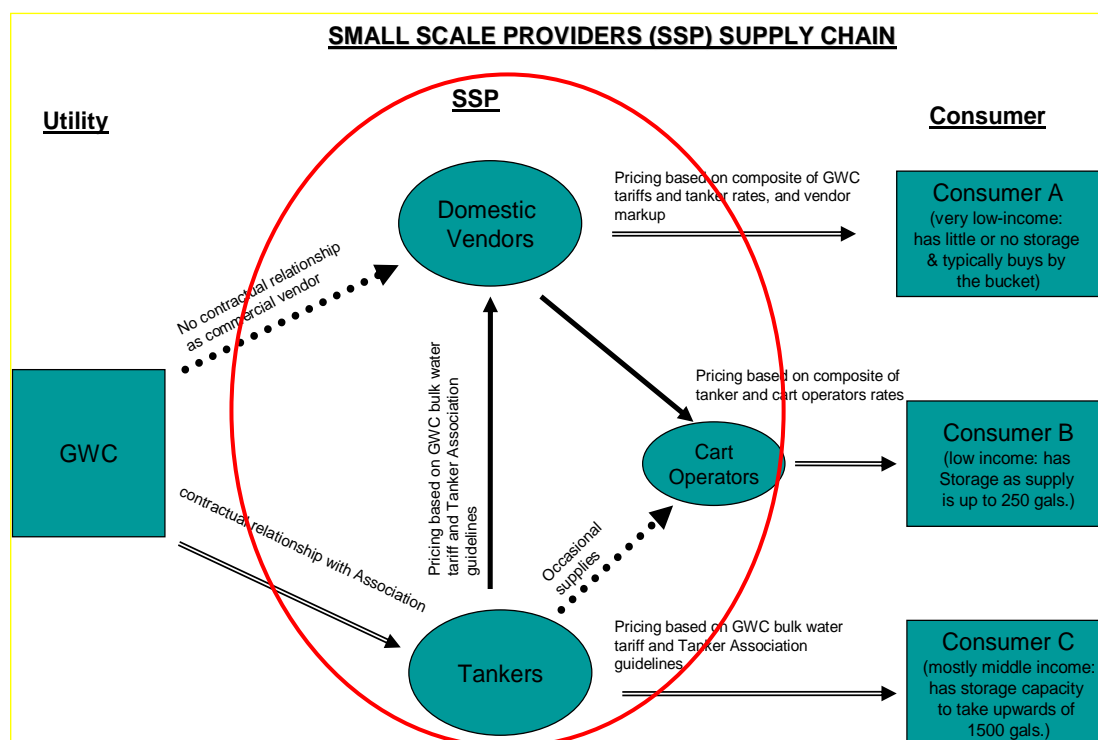 SMALL SCALE PROVIDERS (SSP) SUPPLY CHAIN
Utility
SSP
Consumer
Domestic
Vendors
Pricing based on composite of GWC
tariffs and tanker rates, and vendor
markup
Consumer A
(very low-income:
has little or no storage
& typically buys by
the bucket)
No contractual relationship
as commercial vendor
GWC
Pricing based on GWC bulk water
tariff and Tanker Association
guidelines
Pricing based on composite of
tanker and cart operators rates
Cart
Operators
Consumer B
(low income: has
Storage as supply
is up to 250 gals.)
contractual relationship with Association
Occasional
supplies
Tankers
Pricing based on GWC bulk water
tariff and Tanker Association
guidelines
Consumer C
(mostly middle income:
has storage capacity
to take upwards of
1500 gals.)